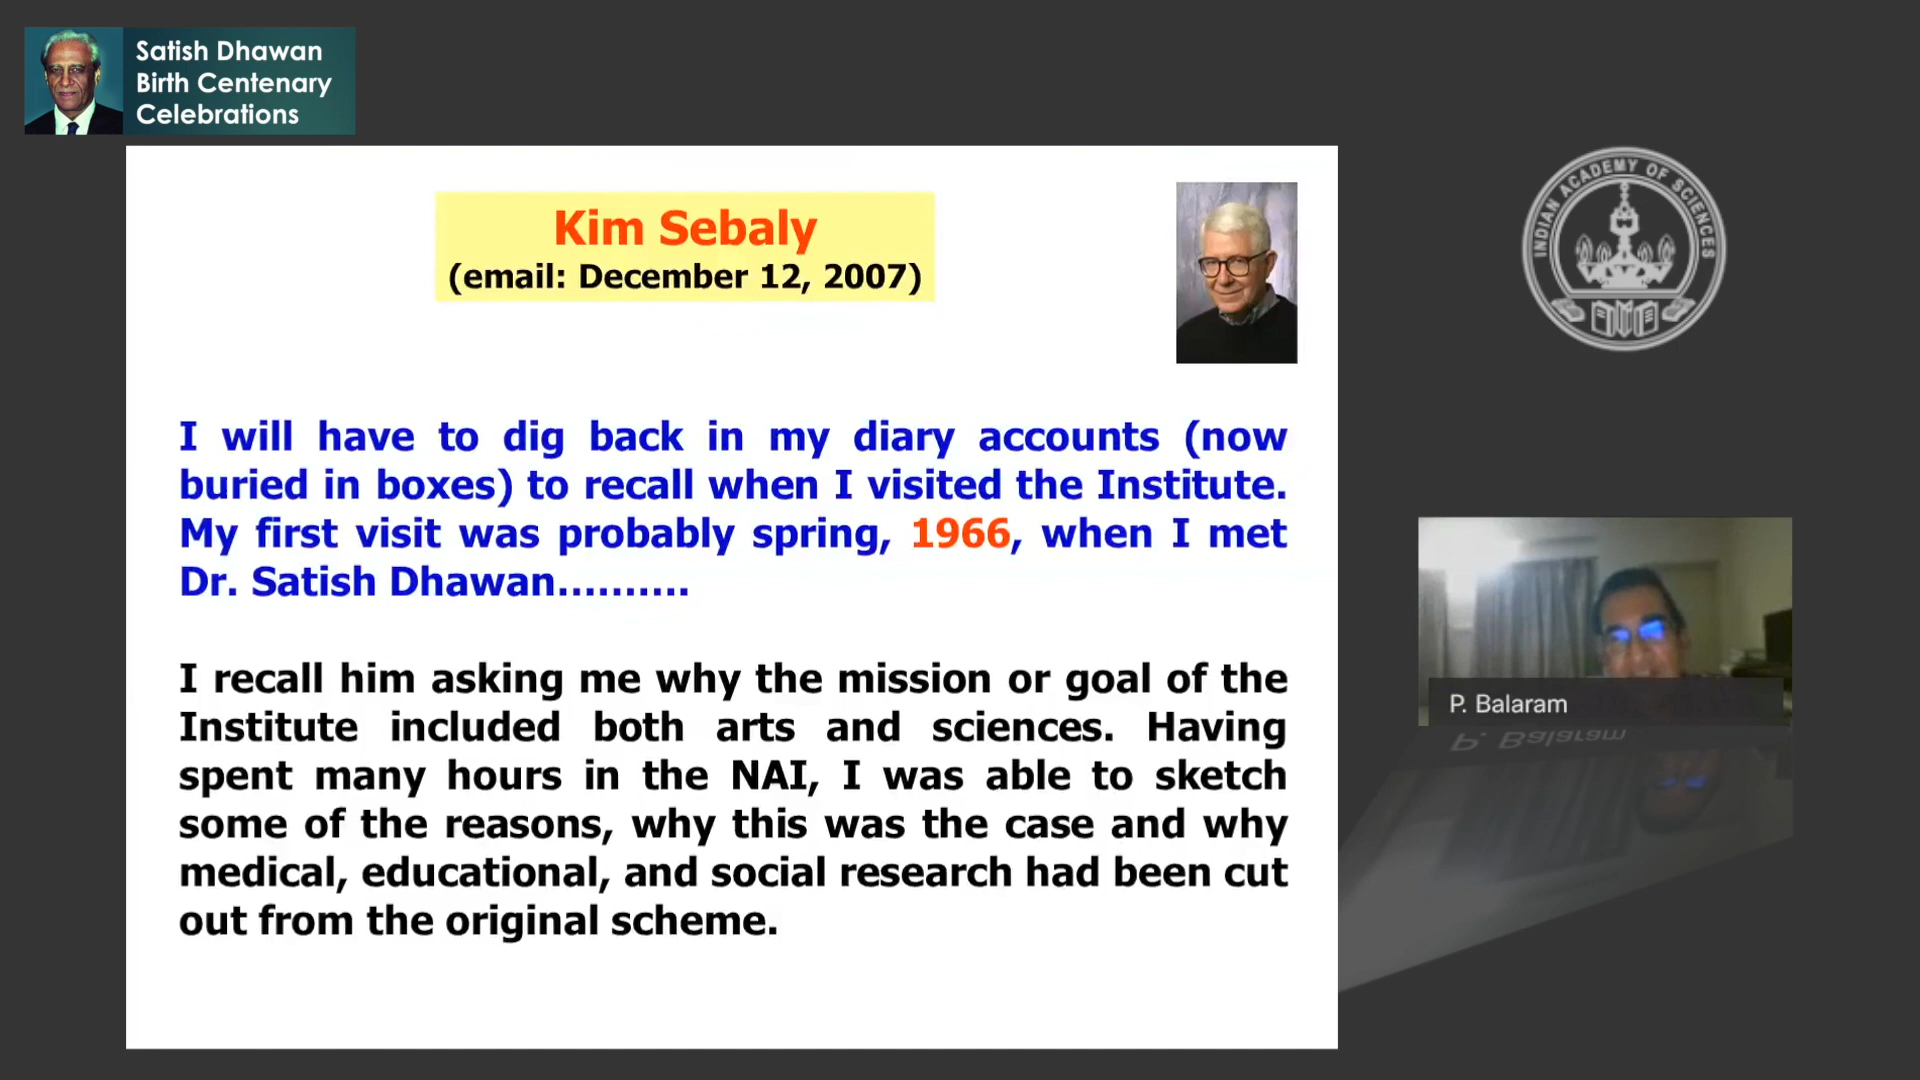 Satish Dhawan
Birth Centenary
Celebrations
Kim Sebaly
(email: December 12, 2007)
I will have to dig back in my diary accounts (now
buried in boxes) to recall when I visited the Institute.
My first visit was probably spring, 1966, when I met
Dr. Satish Dhawan..........
I recall him asking me why the mission or goal of the
Institute included both arts and sciences. Having
spent many hours in the NAI, I was able to sketch
some of the reasons, why this was the case and why
medical, educational, and social research had been cut
out from the original scheme.
INDIAN ACADEMY OF SCIENCES
P. Balaram
P. Balaram